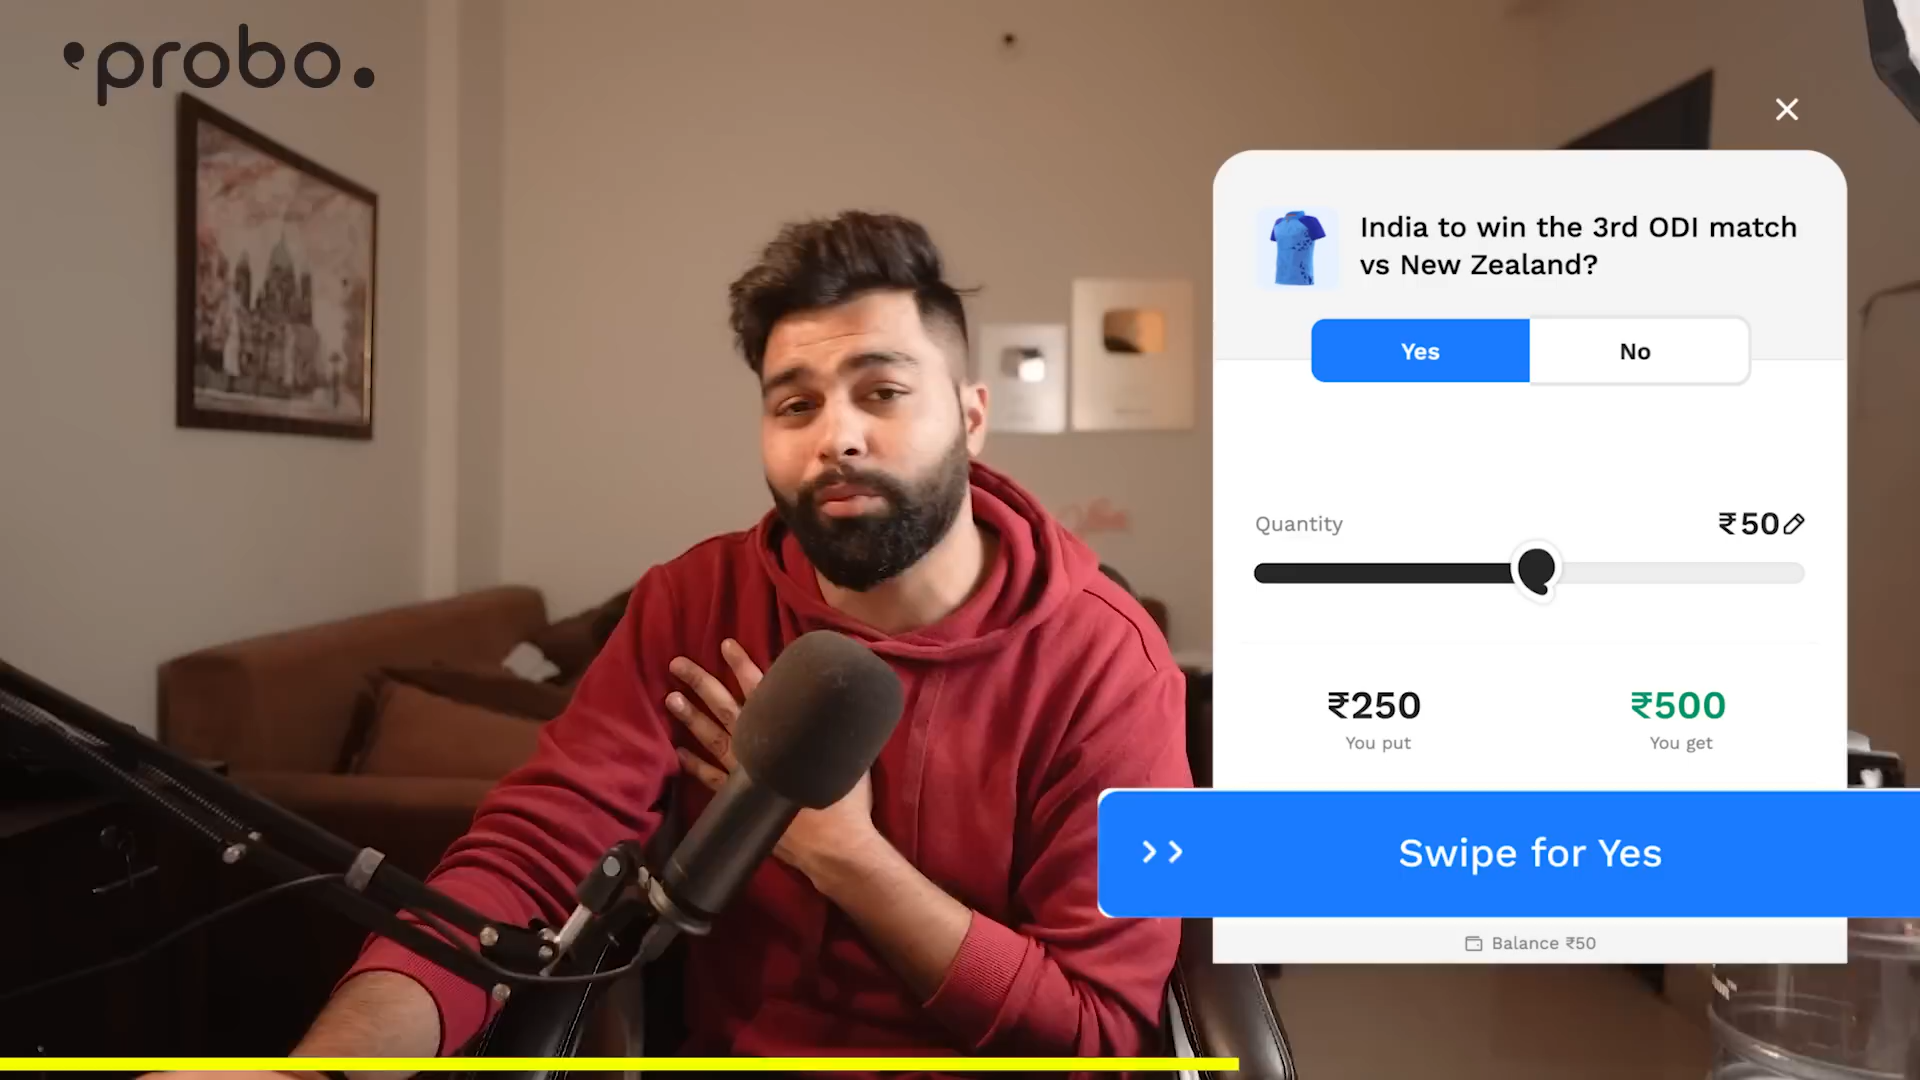 probo.
India to win the 3rd ODI match
vs New Zealand?
Yes
No
Quantity
₹50
₹250
₹500
You put
You get
>> Swipe for Yes
Balance ₹50